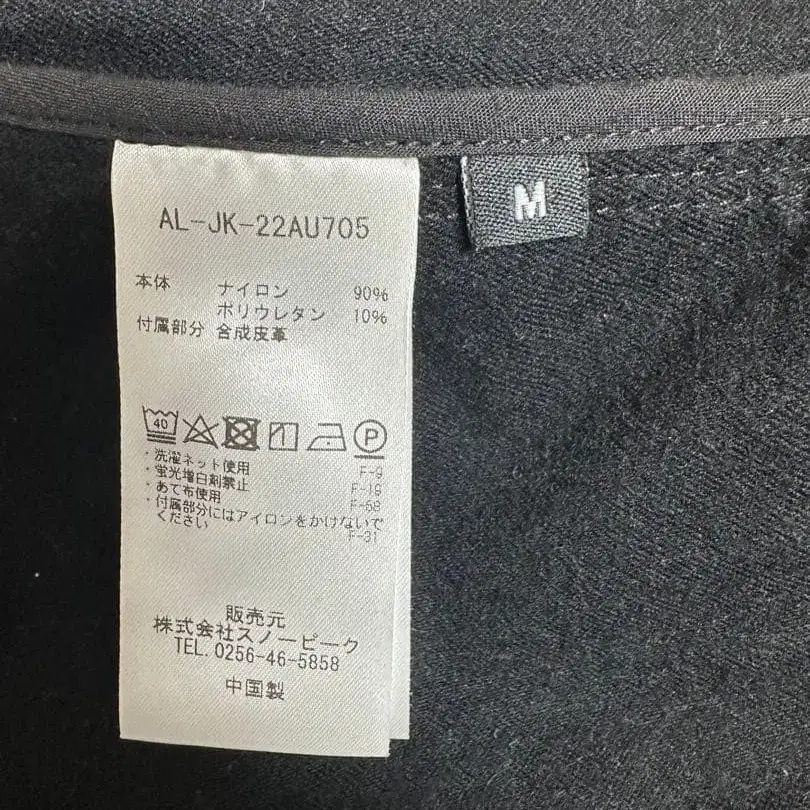 AL-JK-22AU705
M
本体 ナイロン 90%
ポリウレタン 10%
付属部分 合成皮革
40 P
・洗濯ネット使用 F-9
・蛍光増白剤禁止 F-19
・あて布使用 F-58
・付属部分にはアイロンをかけないで
ください F-31
販売元
株式会社スノーピーク
TEL.0256-46-5858
中国製